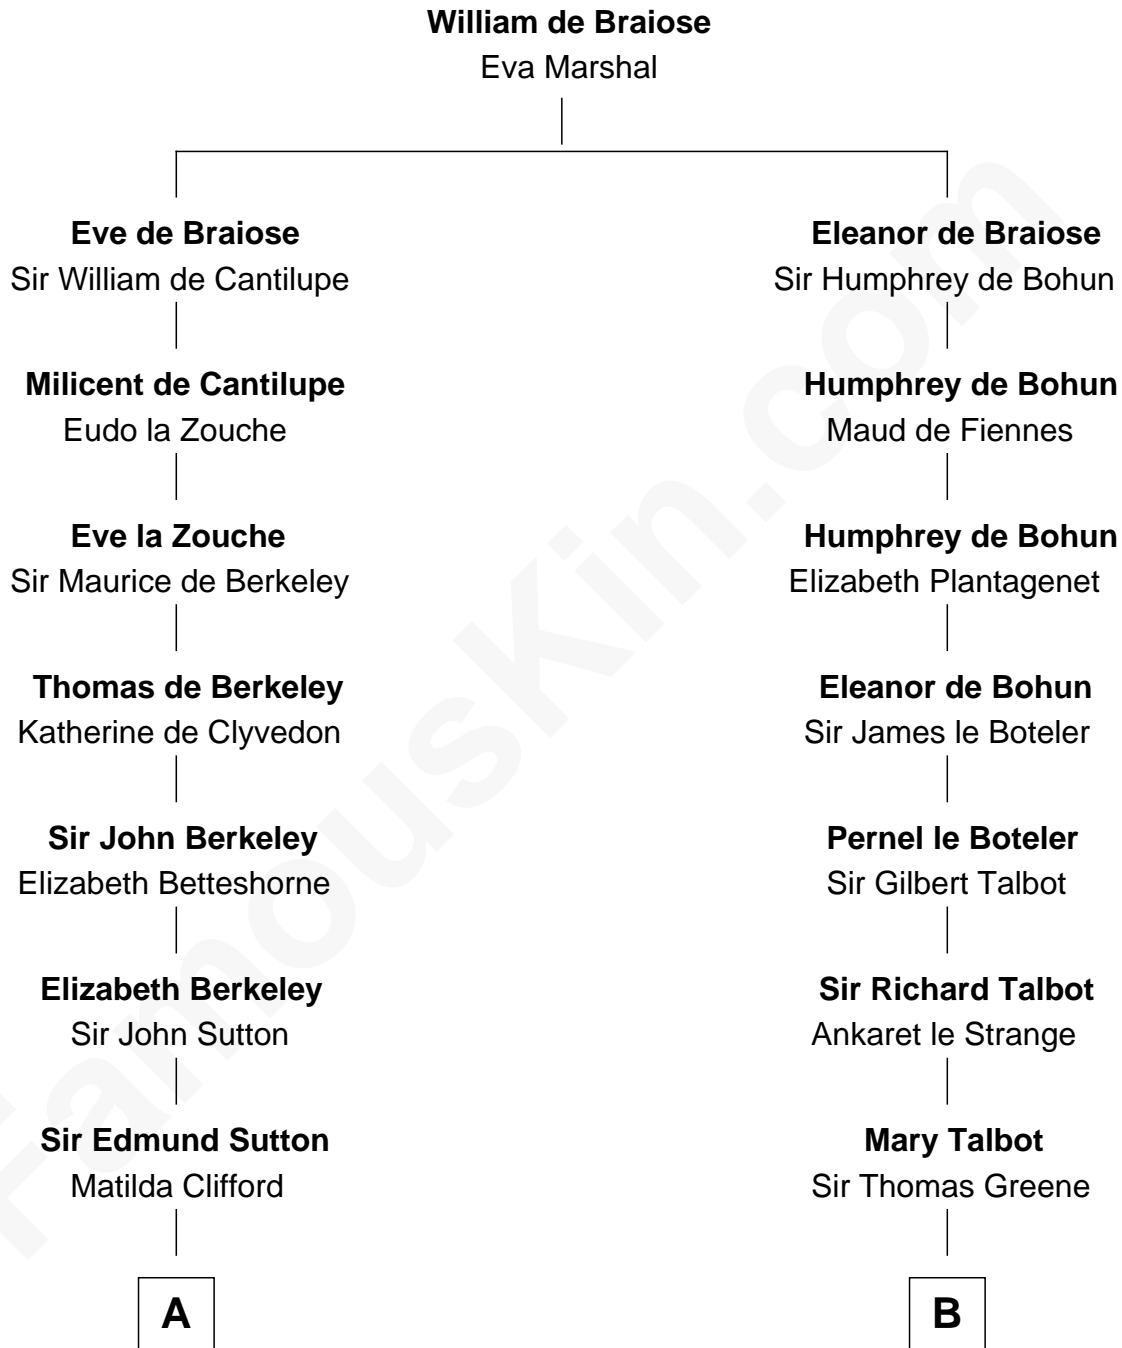 William de Braiose
Eva Marshal
Eve de Braiose
Sir William de Cantilupe
Milicent de Cantilupe
Eudo la Zouche
Eve la Zouche
Sir Maurice de Berkeley
Thomas de Berkeley
Katherine de Clyvedon
Sir John Berkeley
Elizabeth Betteshorne
Elizabeth Berkeley
Sir John Sutton
Sir Edmund Sutton
Matilda Clifford
A
Eleanor de Braiose
Sir Humphrey de Bohun
Humphrey de Bohun
Maud de Fiennes
Humphrey de Bohun
Elizabeth Plantagenet
Eleanor de Bohun
Sir James le Boteler
Pernel le Boteler
Sir Gilbert Talbot
Sir Richard Talbot
Ankaret le Strange
Mary Talbot
Sir Thomas Greene
B
FamousKin.com